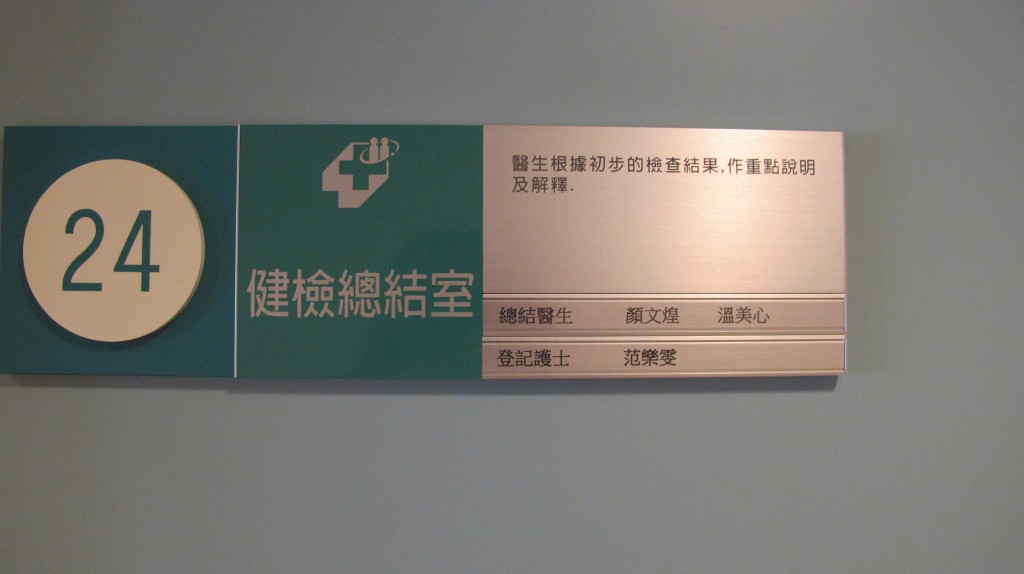 24
健檢總結室
醫生根據初步的檢查結果,作重點說明
及解釋.
總結醫生 顏文煌 溫美心
登記護士 范樂雯